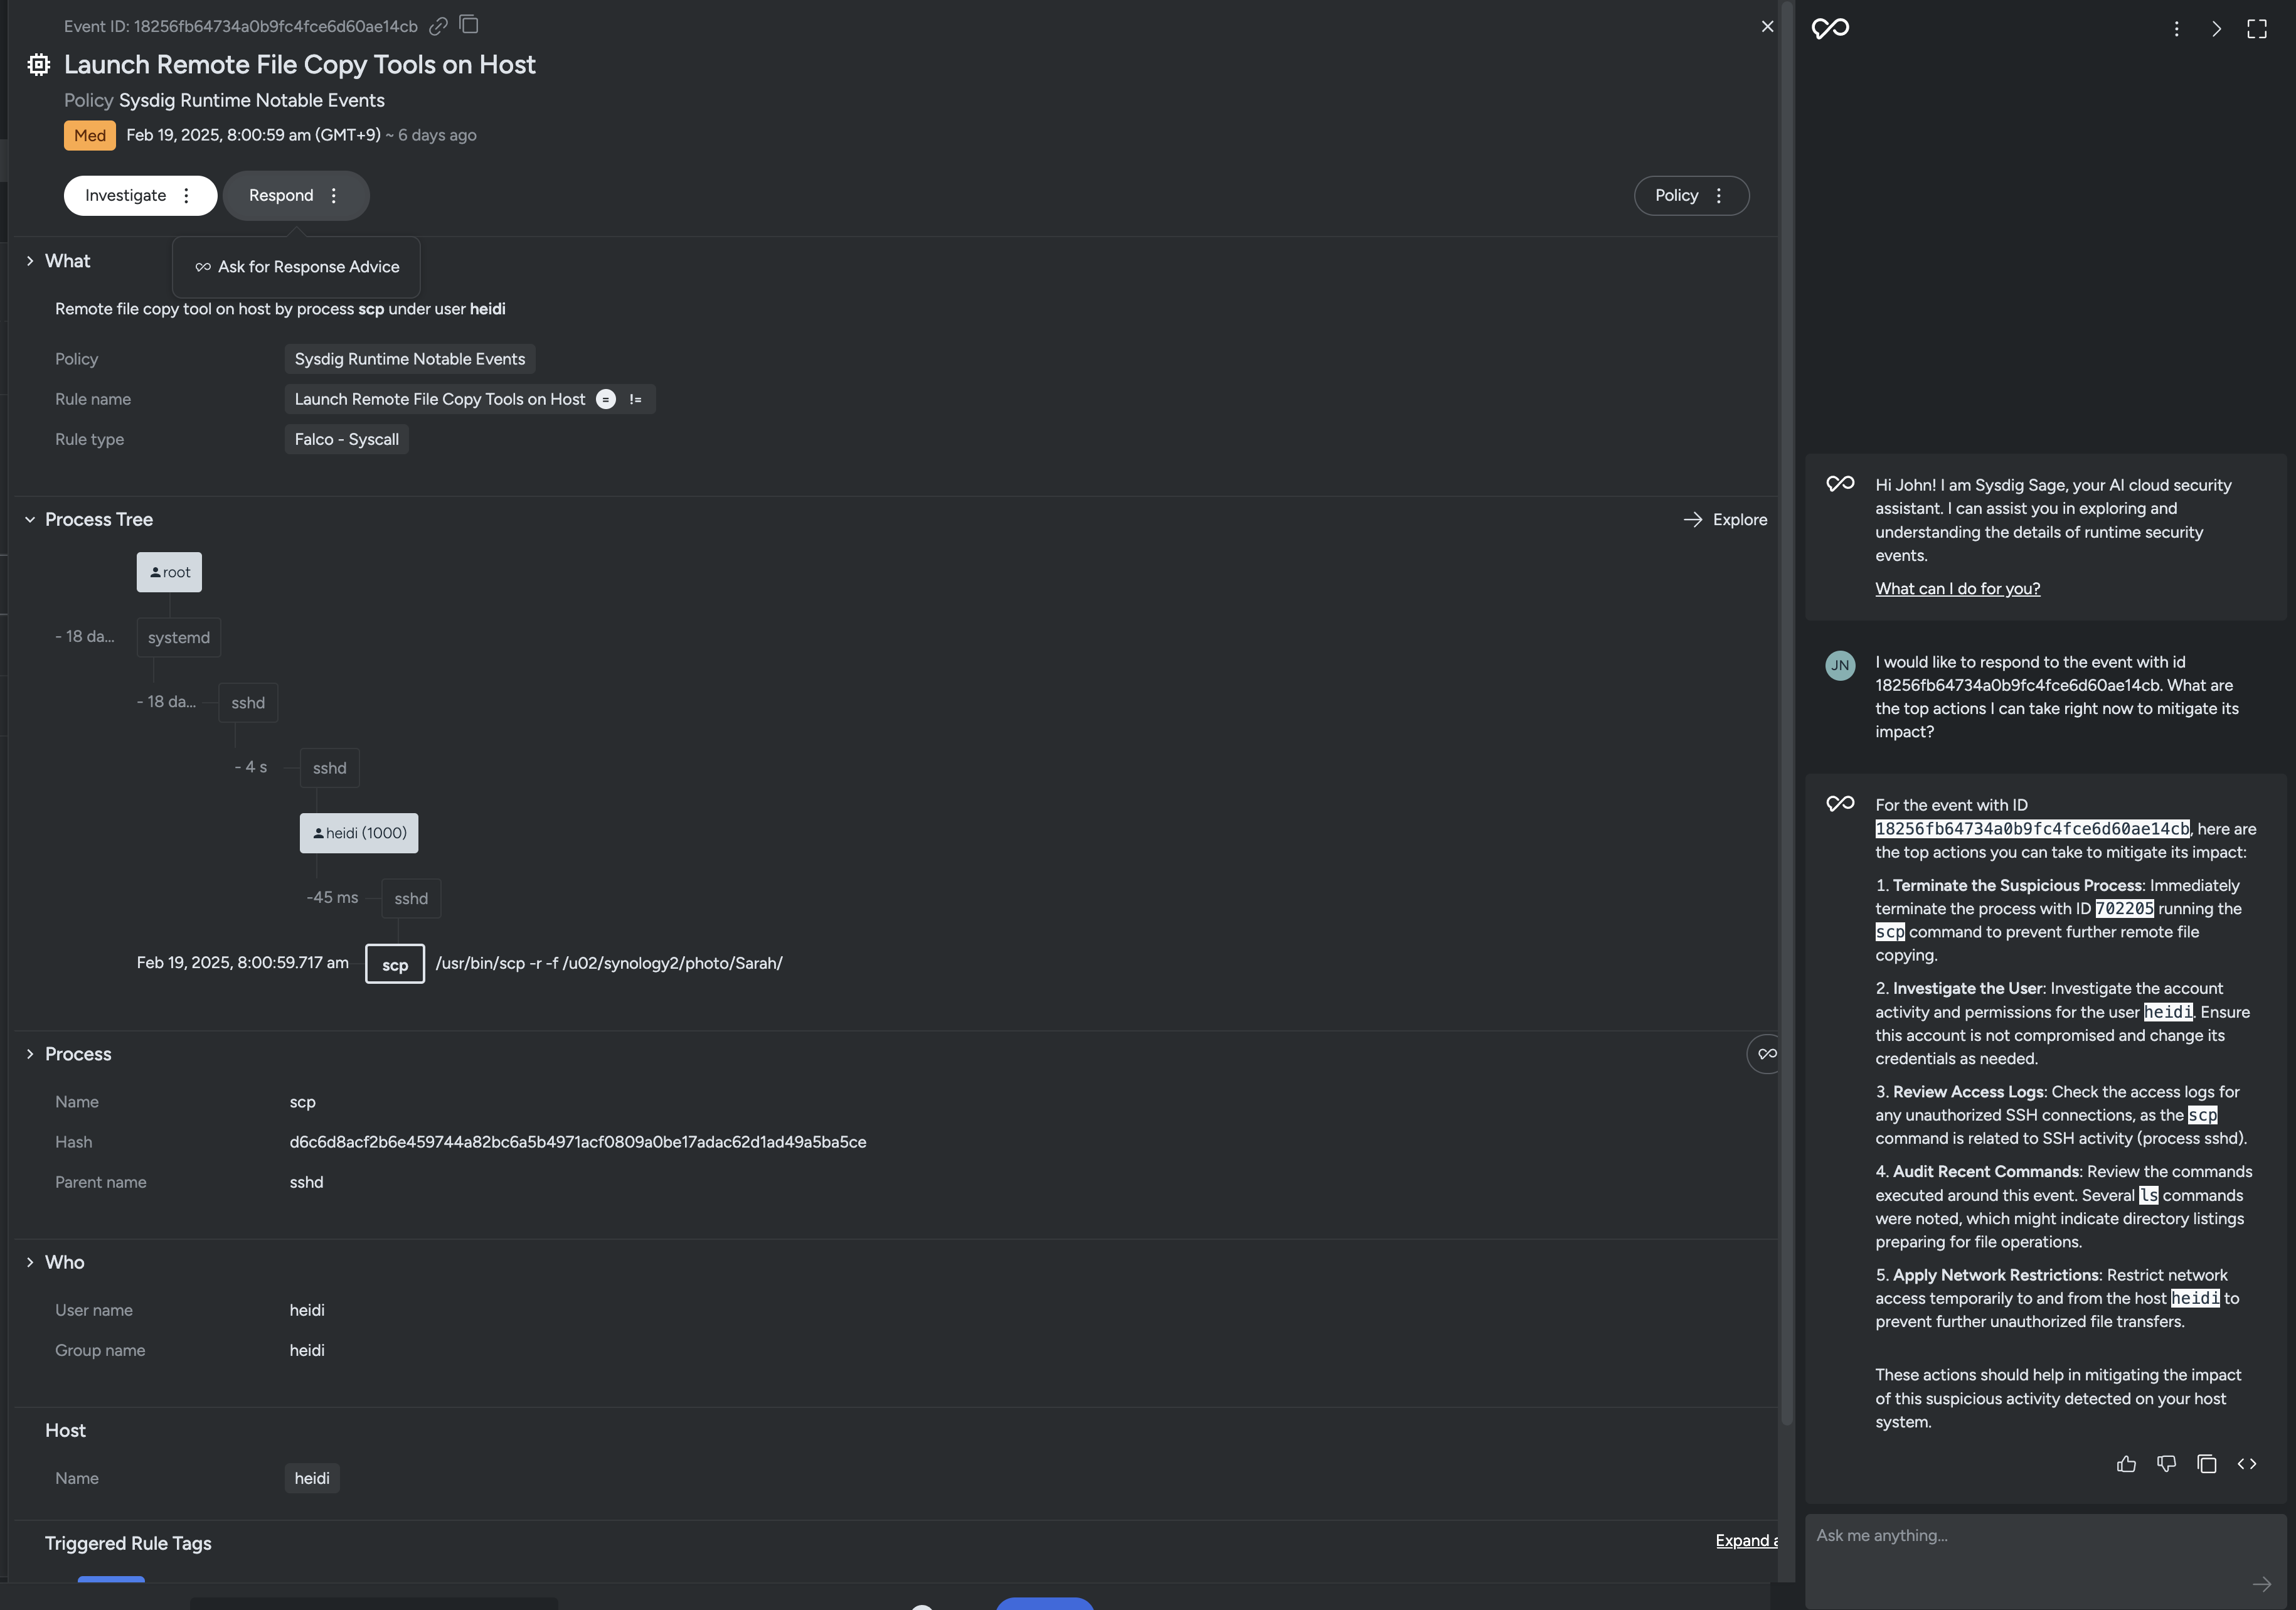 Event ID: 18256fb64734a0b9fc4fce6d60ae14cb
Launch Remote File Copy Tools on Host
Policy Sysdig Runtime Notable Events
Med Feb 19, 2025, 8:00:59 am (GMT+9) ~ 6 days ago
Investigate
Respond
Policy
What
Ask for Response Advice
Remote file copy tool on host by process scp under user heidi
Policy Sysdig Runtime Notable Events
Rule name Launch Remote File Copy Tools on Host = !=
Rule type Falco - Syscall
Process Tree
Explore
root
- 18 da... systemd
- 18 da... sshd
- 4 s sshd
heidi (1000)
-45 ms sshd
Feb 19, 2025, 8:00:59.717 am scp /usr/bin/scp -r -f /u02/synology2/photo/Sarah/
Process
Name scp
Hash d6c6d8acf2b6e459744a82bc6a5b4971acf0809a0be17adac62d1ad49a5ba5ce
Parent name sshd
Who
User name heidi
Group name heidi
Host
Name heidi
Triggered Rule Tags
Expand a
Hi John! I am Sysdig Sage, your AI cloud security
assistant. I can assist you in exploring and
understanding the details of runtime security
events.
What can I do for you?
JN
I would like to respond to the event with id
18256fb64734a0b9fc4fce6d60ae14cb. What are
the top actions I can take right now to mitigate its
impact?
For the event with ID
18256fb64734a0b9fc4fce6d60ae14cb, here are
the top actions you can take to mitigate its impact:
1. Terminate the Suspicious Process: Immediately
terminate the process with ID 702205 running the
scp command to prevent further remote file
copying.
2. Investigate the User: Investigate the account
activity and permissions for the user heidi. Ensure
this account is not compromised and change its
credentials as needed.
3. Review Access Logs: Check the access logs for
any unauthorized SSH connections, as the scp
command is related to SSH activity (process sshd).
4. Audit Recent Commands: Review the commands
executed around this event. Several ls commands
were noted, which might indicate directory listings
preparing for file operations.
5. Apply Network Restrictions: Restrict network
access temporarily to and from the host heidi to
prevent further unauthorized file transfers.
These actions should help in mitigating the impact
of this suspicious activity detected on your host
system.
Ask me anything...